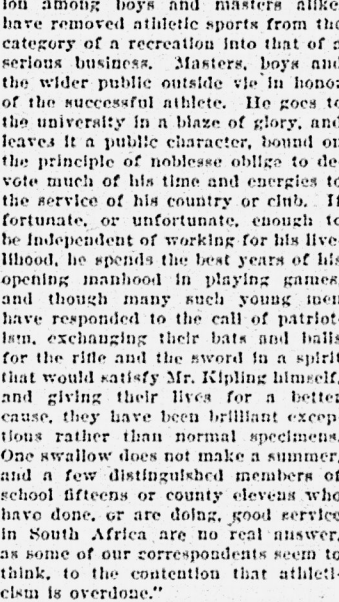 ion among boys and masters alike
have removed athletic sports from the
category of a recreation into that of a
serious business. Masters, boys and
the wider public outside vie in honor
of the successful athlete. He goes to
the university in a blaze of glory, and
leaves it a public character, bound on
the principle of noblesse oblige to de-
vote much of his time and energies to
the service of his country or club. If
fortunate, or unfortunate, enough to
be independent of working for his live-
lihood, he spends the best years of his
opening manhood in playing games,
and though many such young men
have responded to the call of patriot-
ism, exchanging their bats and balls
for the rifle and the sword in a spirit
that would satisfy Mr. Kipling himself,
and giving their lives for a better
cause, they have been brilliant excep-
tions rather than normal specimens.
One swallow does not make a summer,
and a few distinguished members of
school fifteens or county elevens who
have done, or are doing, good service
in South Africa are no real answer,
as some of our correspondents seem to
think, to the contention that athleti-
cism is overdone."